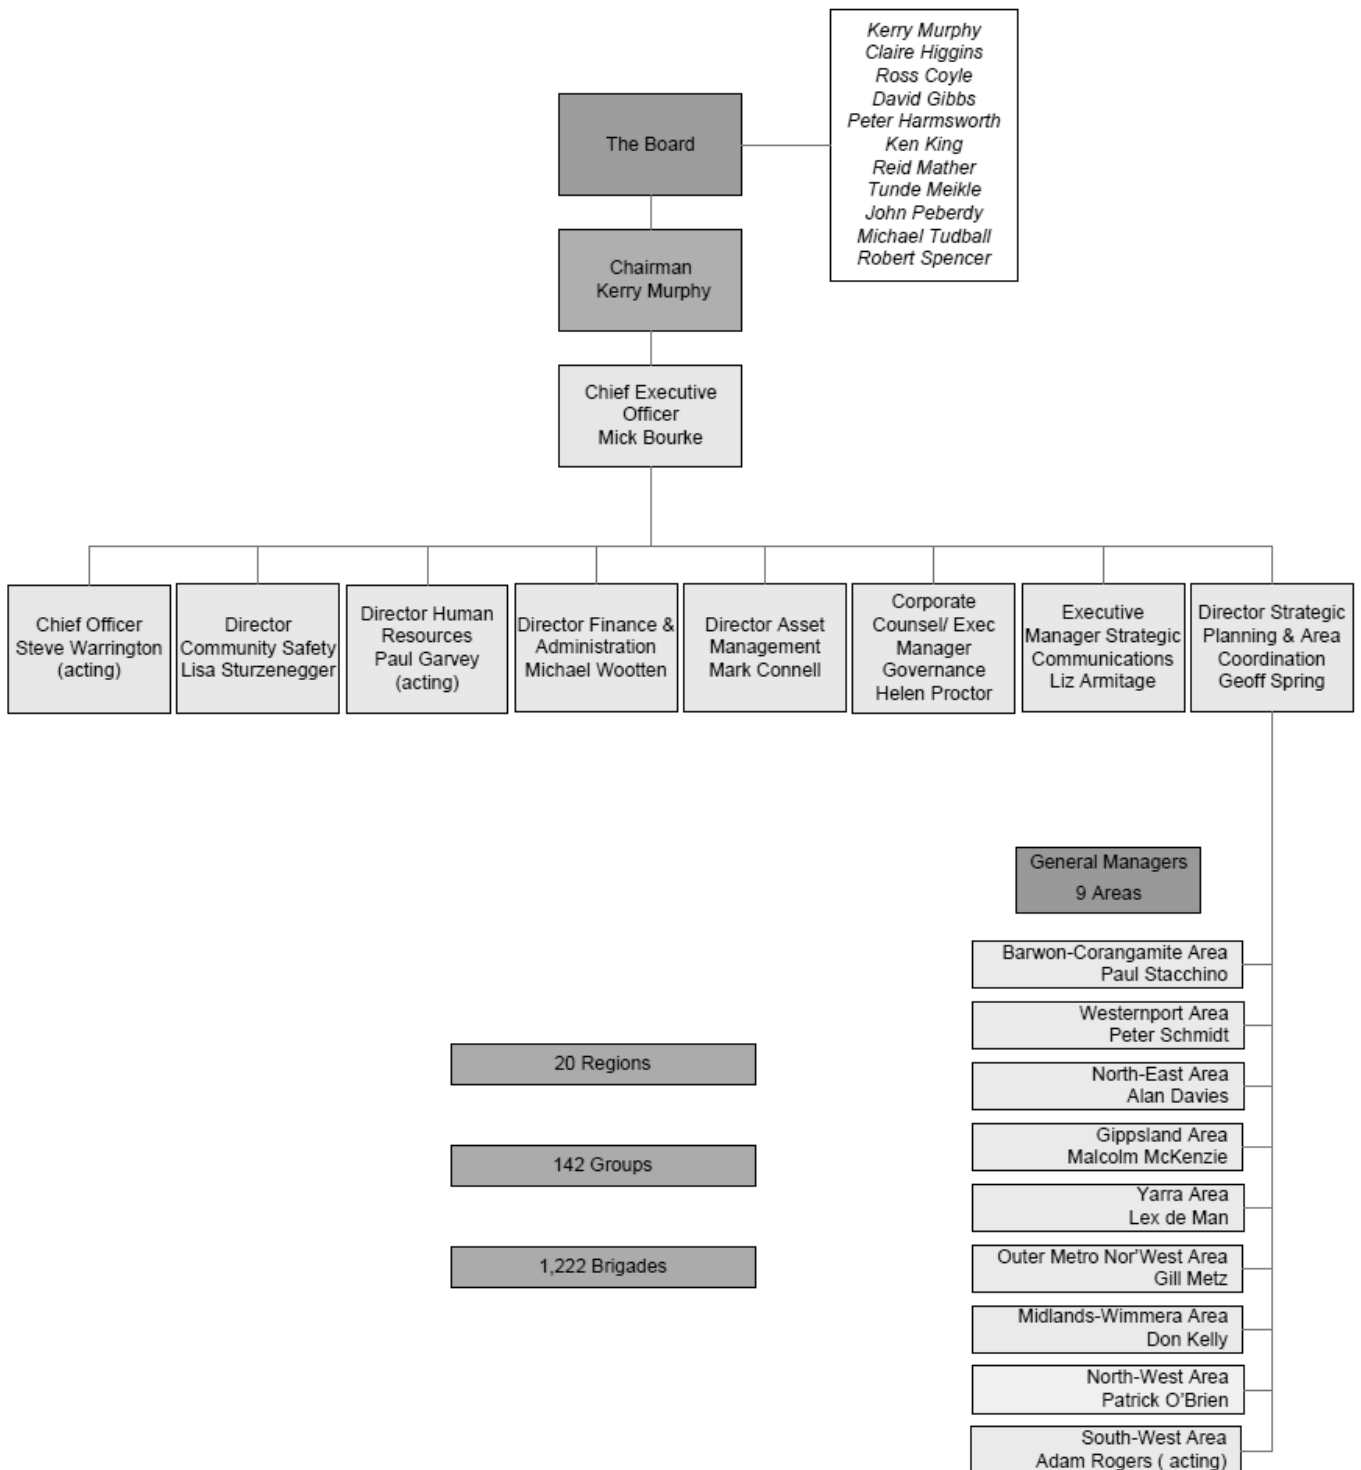 Kerry Murphy
Claire Higgins
Ross Coyle
David Gibbs
Peter Harmsworth
Ken King
Reid Mather
Tunde Meikle
John Peberdy
Michael Tudball
Robert Spencer
The Board
Chairman
Kerry Murphy
Chief Executive
Officer
Mick Bourke
Chief Officer
Steve Warrington
(acting)
Director
Community Safety
Lisa Sturzenegger
Director Human
Resources
Paul Garvey
(acting)
Director Finance &
Administration
Michael Wootten
Director Asset
Management
Mark Connell
Corporate
Counsel/ Exec
Manager
Governance
Helen Proctor
Executive
Manager Strategic
Communications
Liz Armitage
Director Strategic
Planning & Area
Coordination
Geoff Spring
General Managers
9 Areas
Barwon-Corangamite Area
Paul Stacchino
Westernport Area
Peter Schmidt
North-East Area
Alan Davies
Gippsland Area
Malcolm McKenzie
Yarra Area
Lex de Man
Outer Metro Nor'West Area
Gill Metz
Midlands-Wimmera Area
Don Kelly
North-West Area
Patrick O'Brien
South-West Area
Adam Rogers ( acting)
20 Regions
142 Groups
1,222 Brigades